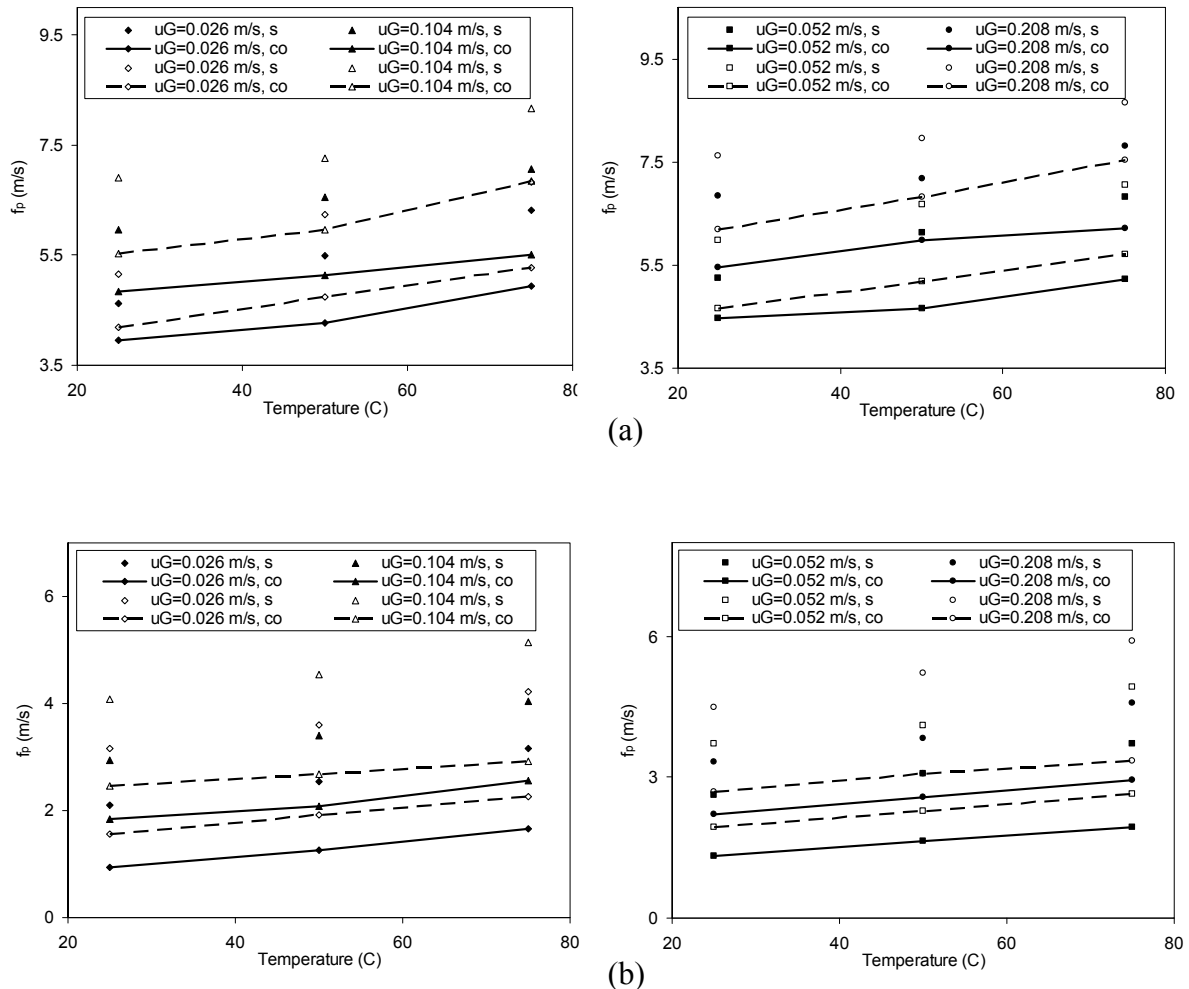 9.5
7.5
5.5
3.5
fp (m/s)
uG=0.026 m/s, s
uG=0.104 m/s, s
uG=0.026 m/s, co
uG=0.104 m/s, co
uG=0.026 m/s, s
uG=0.104 m/s, s
uG=0.026 m/s, co
uG=0.104 m/s, co
20 40 60 80
Temperature (C)
9.5
7.5
5.5
3.5
fp (m/s)
uG=0.052 m/s, s
uG=0.208 m/s, s
uG=0.052 m/s, co
uG=0.208 m/s, co
uG=0.052 m/s, s
uG=0.208 m/s, s
uG=0.052 m/s, co
uG=0.208 m/s, co
20 40 60 80
Temperature (C)
(a)
6
4
2
0
fp (m/s)
uG=0.026 m/s, s
uG=0.104 m/s, s
uG=0.026 m/s, co
uG=0.104 m/s, co
uG=0.026 m/s, s
uG=0.104 m/s, s
uG=0.026 m/s, co
uG=0.104 m/s, co
20 40 60 80
Temperature (C)
6
3
0
fp (m/s)
uG=0.052 m/s, s
uG=0.208 m/s, s
uG=0.052 m/s, co
uG=0.208 m/s, co
uG=0.052 m/s, s
uG=0.208 m/s, s
uG=0.052 m/s, co
uG=0.208 m/s, co
20 40 60 80
Temperature (C)
(b)